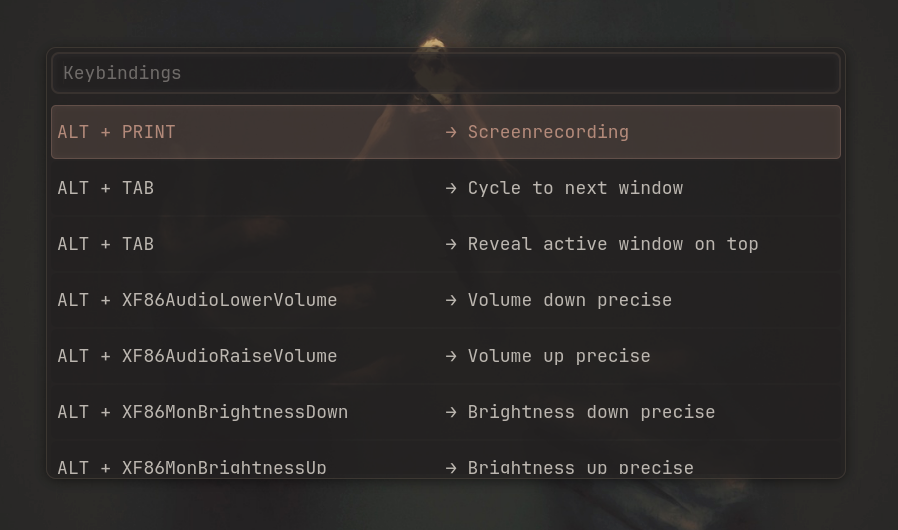 Keybindings
ALT + PRINT → Screenrecording
ALT + TAB → Cycle to next window
ALT + TAB → Reveal active window on top
ALT + XF86AudioLowerVolume → Volume down precise
ALT + XF86AudioRaiseVolume → Volume up precise
ALT + XF86MonBrightnessDown → Brightness down precise
ALT + XF86MonBrightnessUp → Brightness up precise